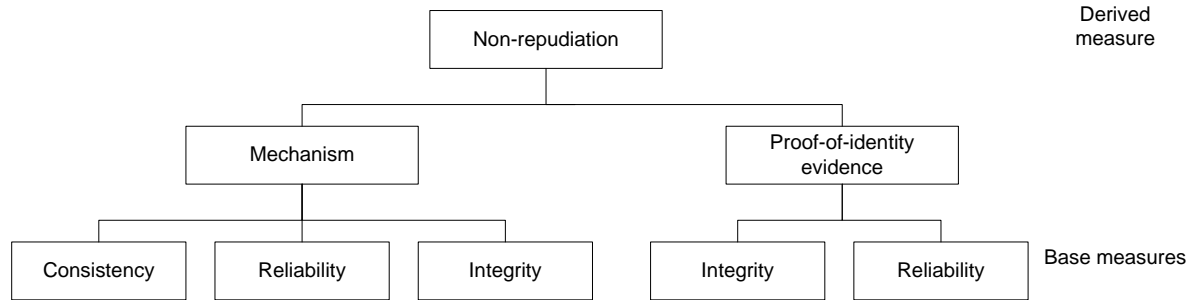 Non-repudiation
Derived
measure
Mechanism
Proof-of-identity
evidence
Consistency
Reliability
Integrity
Integrity
Reliability
Base measures